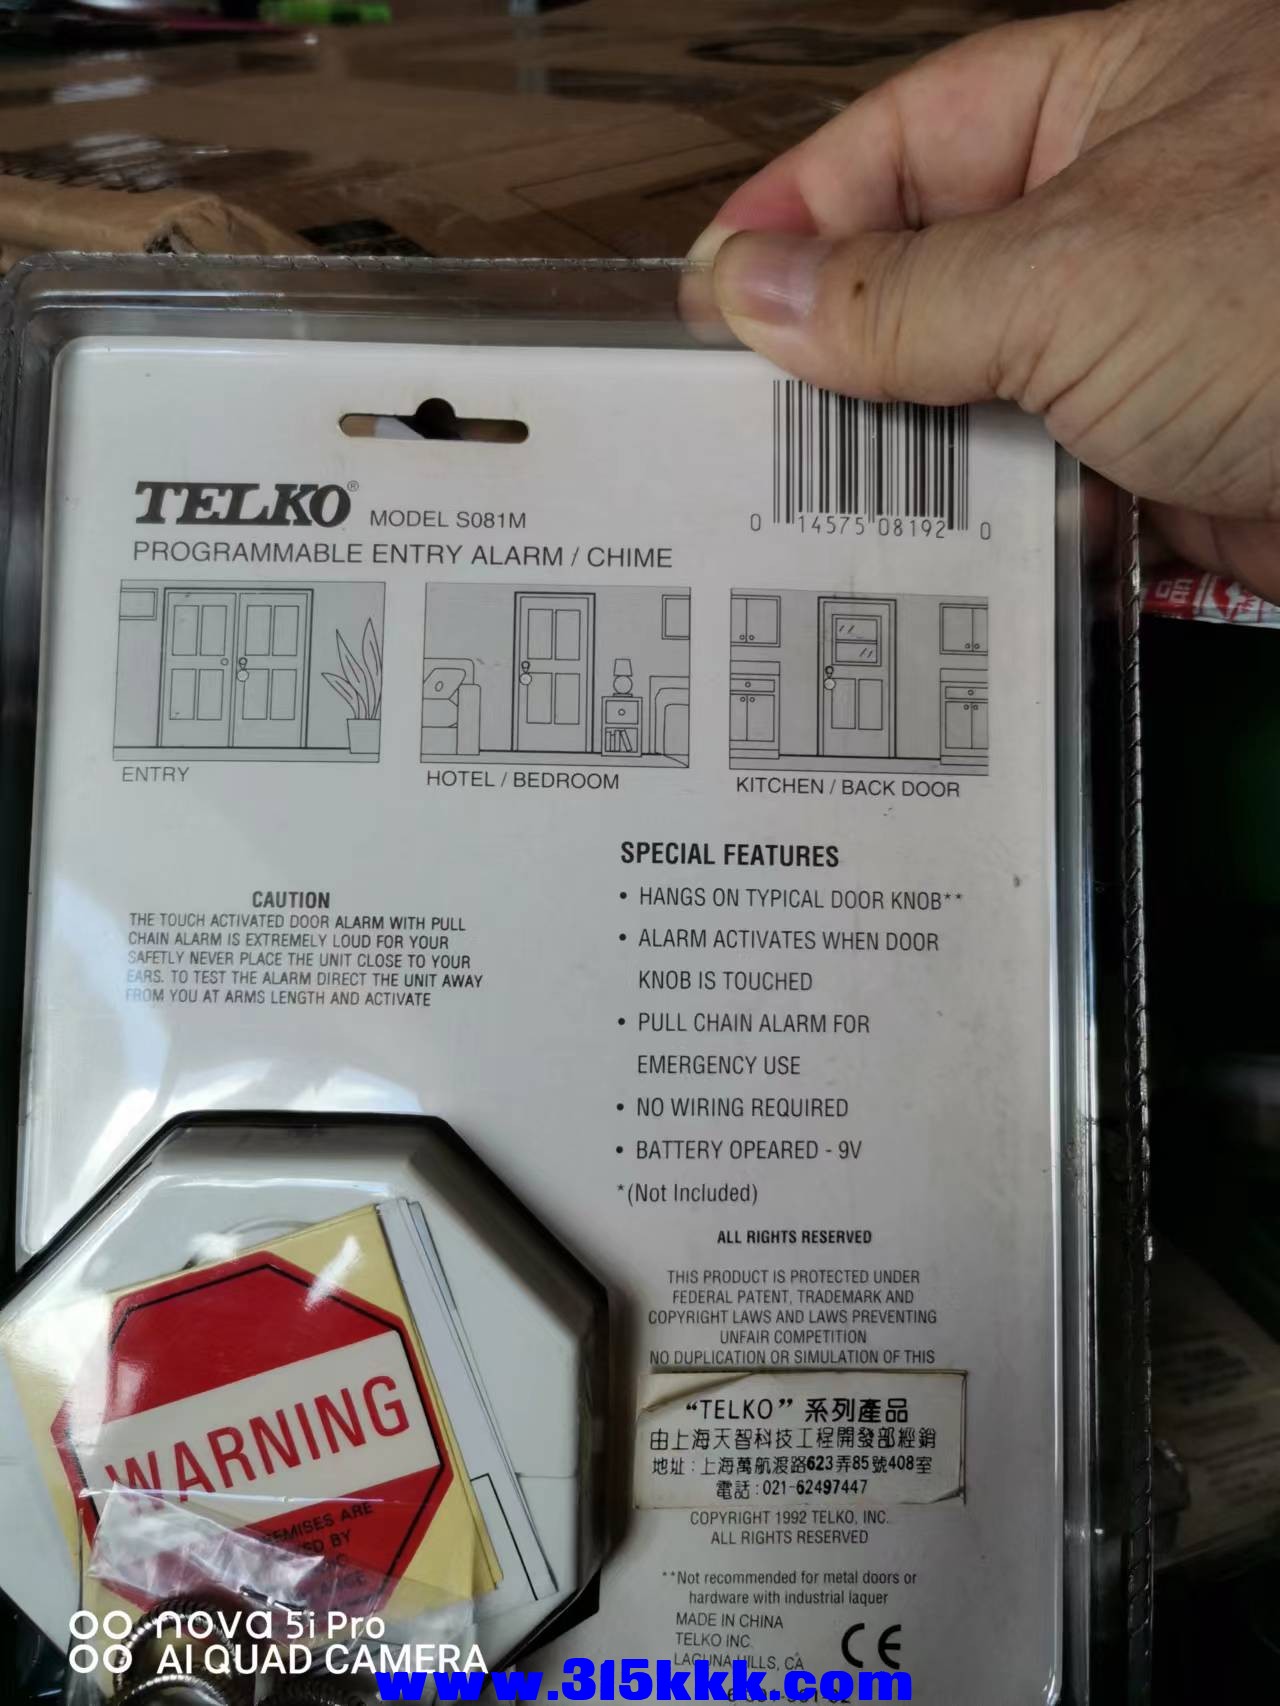 TELKO®
MODEL S081M
PROGRAMMABLE ENTRY ALARM / CHIME
0 14575 08192 0
ENTRY
HOTEL / BEDROOM
KITCHEN / BACK DOOR
CAUTION
THE TOUCH ACTIVATED DOOR ALARM WITH PULL
CHAIN ALARM IS EXTREMELY LOUD FOR YOUR
SAFETLY NEVER PLACE THE UNIT CLOSE TO YOUR
EARS. TO TEST THE ALARM DIRECT THE UNIT AWAY
FROM YOU AT ARMS LENGTH AND ACTIVATE
SPECIAL FEATURES
• HANGS ON TYPICAL DOOR KNOB**
• ALARM ACTIVATES WHEN DOOR
KNOB IS TOUCHED
• PULL CHAIN ALARM FOR
EMERGENCY USE
• NO WIRING REQUIRED
• BATTERY OPEARED - 9V
*(Not Included)
ALL RIGHTS RESERVED
THIS PRODUCT IS PROTECTED UNDER
FEDERAL PATENT, TRADEMARK AND
COPYRIGHT LAWS AND LAWS PREVENTING
UNFAIR COMPETITION
NO DUPLICATION OR SIMULATION OF THIS
“TELKO” 系列產品
由上海天智科技工程開發部經銷
地址：上海萬航渡路623弄85號408室
電話：021-62497447
COPYRIGHT 1992 TELKO, INC.
ALL RIGHTS RESERVED
**Not recommended for metal doors or
hardware with industrial laquer
MADE IN CHINA
TELKO INC.
LAGUNA HILLS, CA
CE
WARNING
ARE
BY
nova 5i Pro
AI QUAD CAMERA
www.315kkk.com